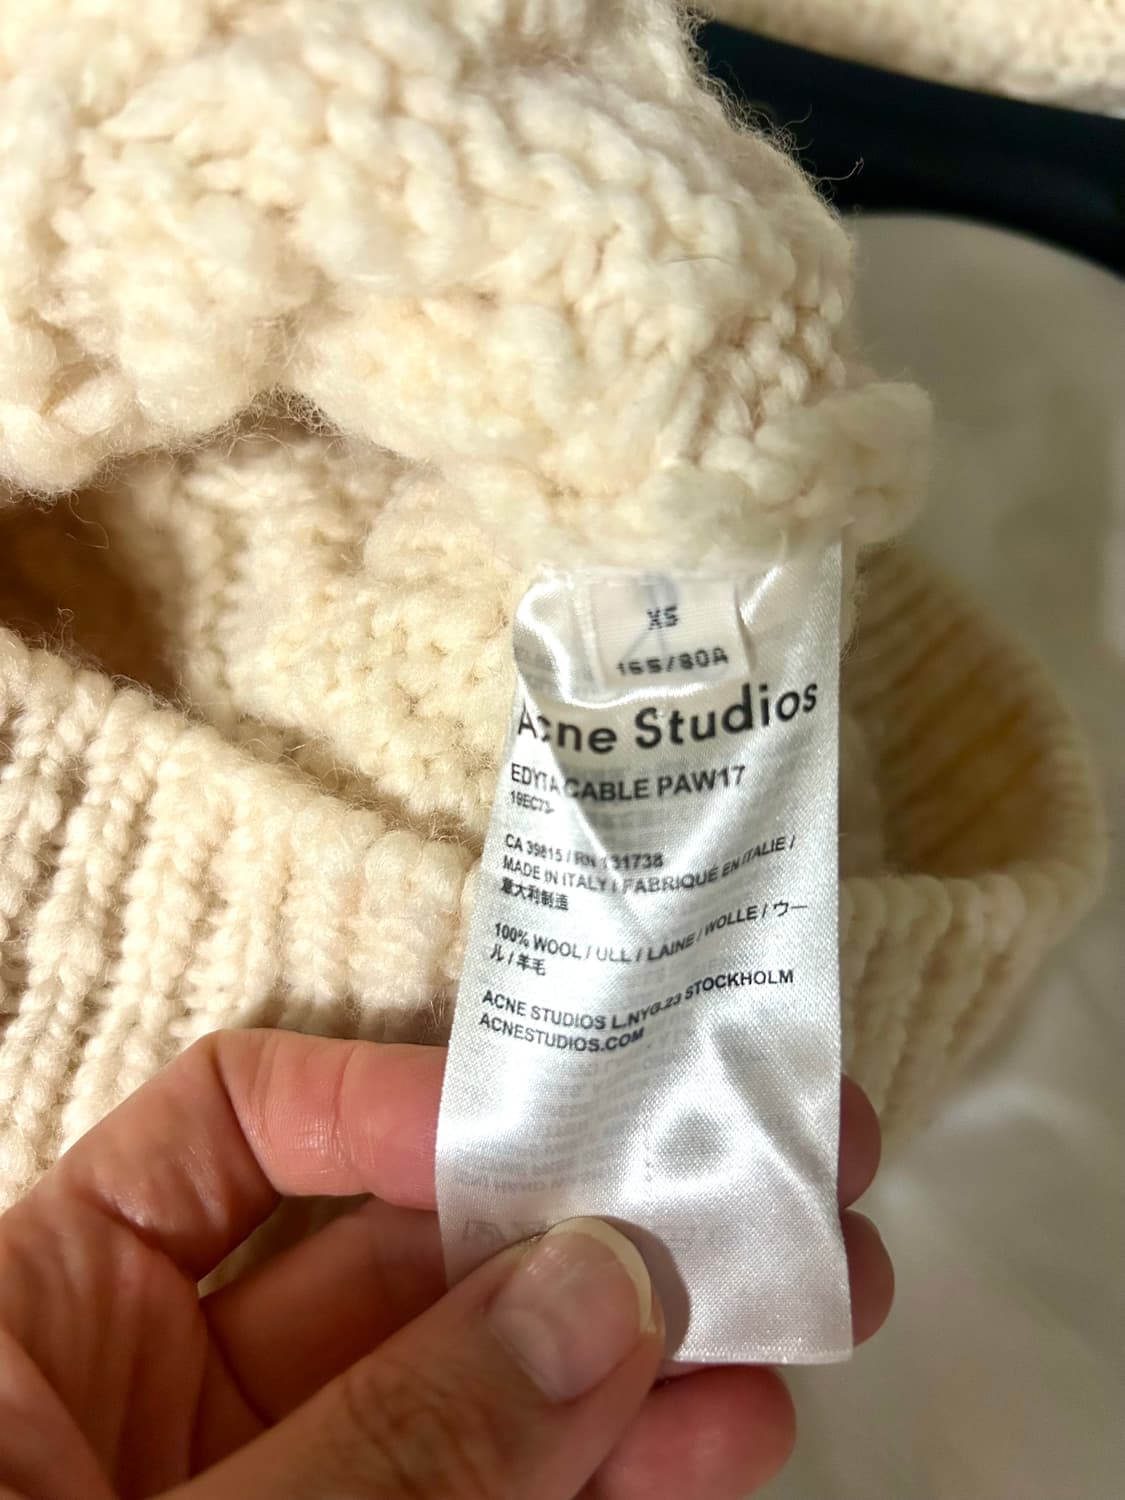 XS
165/80A
Acne Studios
EDYTA CABLE PAW17
CA 39815 / RN 131738
MADE IN ITALY / FABRIQUÉ EN ITALIE /
意大利制造
100% WOOL / ULL / LAINE / WOLLE / ウー
ル / 羊毛
ACNE STUDIOS L.NYG.23 STOCKHOLM
ACNESTUDIOS.COM